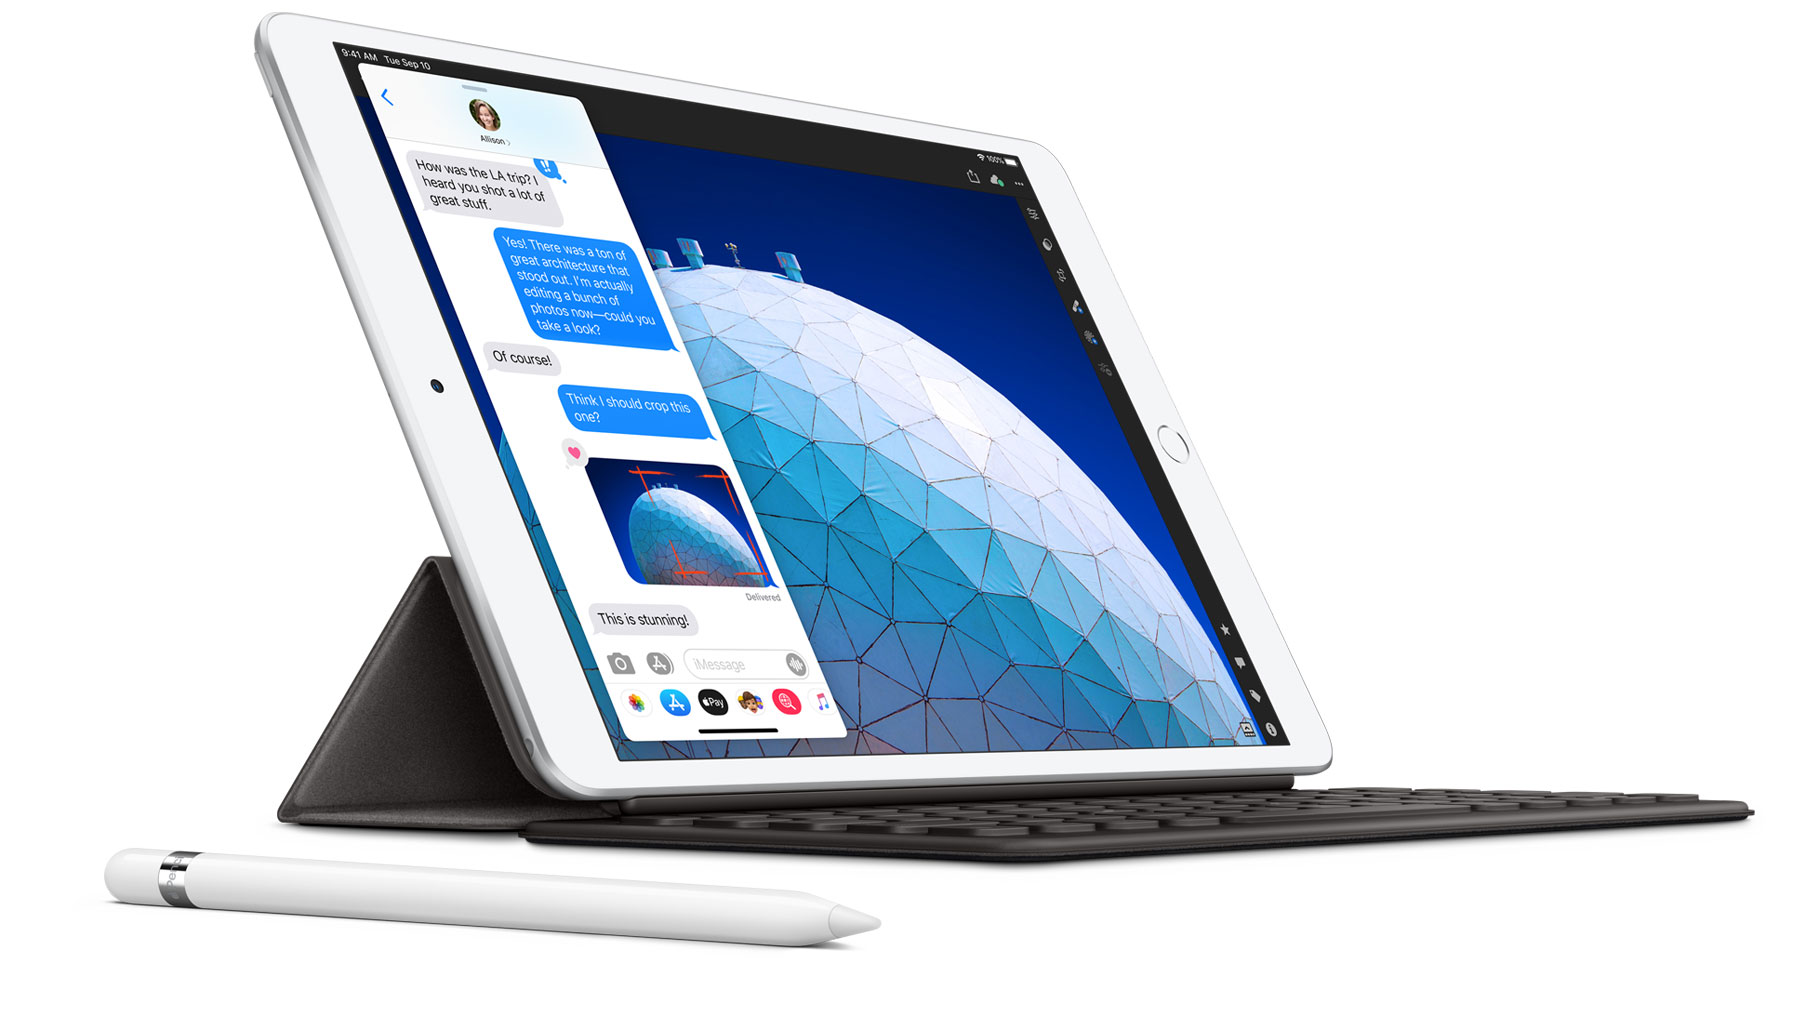 9:41 AM Tue Sep 10
100%
Allison
How was the LA trip? I
heard you shot a lot of
great stuff.
Yes! There was a ton of
great architecture that
stood out. I'm actually
editing a bunch of
photos now—could you
take a look?
Of course!
Think I should crop this
one?
Delivered
This is stunning!
iMessage
Pay
Pencil